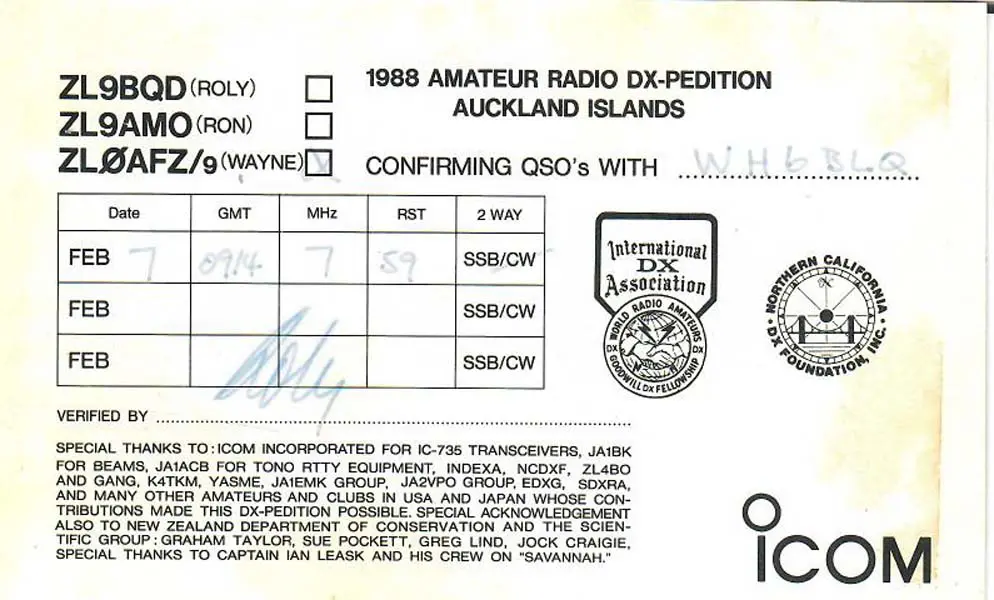 ZL9BQD (ROLY)
ZL9AMO (RON)
ZLØAFZ/9 (WAYNE)
1988 AMATEUR RADIO DX-PEDITION
AUCKLAND ISLANDS
CONFIRMING QSO's WITH WH6BLQ
Date GMT MHz RST 2 WAY
FEB 7 0914 7 59 SSB/CW
FEB SSB/CW
FEB SSB/CW
Roly
VERIFIED BY
International
DX
Association
WORLD RADIO AMATEURS
DX DX
GOODWILL DX FELLOWSHIP
NORTHERN CALIFORNIA
DX FOUNDATION, INC.
SPECIAL THANKS TO: ICOM INCORPORATED FOR IC-735 TRANSCEIVERS, JA1BK
FOR BEAMS, JA1ACB FOR TONO RTTY EQUIPMENT, INDEXA, NCDXF, ZL4BO
AND GANG, K4TKM, YASME, JA1EMK GROUP, JA2VPO GROUP, EDXG, SDXRA,
AND MANY OTHER AMATEURS AND CLUBS IN USA AND JAPAN WHOSE CON-
TRIBUTIONS MADE THIS DX-PEDITION POSSIBLE. SPECIAL ACKNOWLEDGEMENT
ALSO TO NEW ZEALAND DEPARTMENT OF CONSERVATION AND THE SCIEN-
TIFIC GROUP: GRAHAM TAYLOR, SUE POCKETT, GREG LIND, JOCK CRAIGIE,
SPECIAL THANKS TO CAPTAIN IAN LEASK AND HIS CREW ON "SAVANNAH."
ICOM